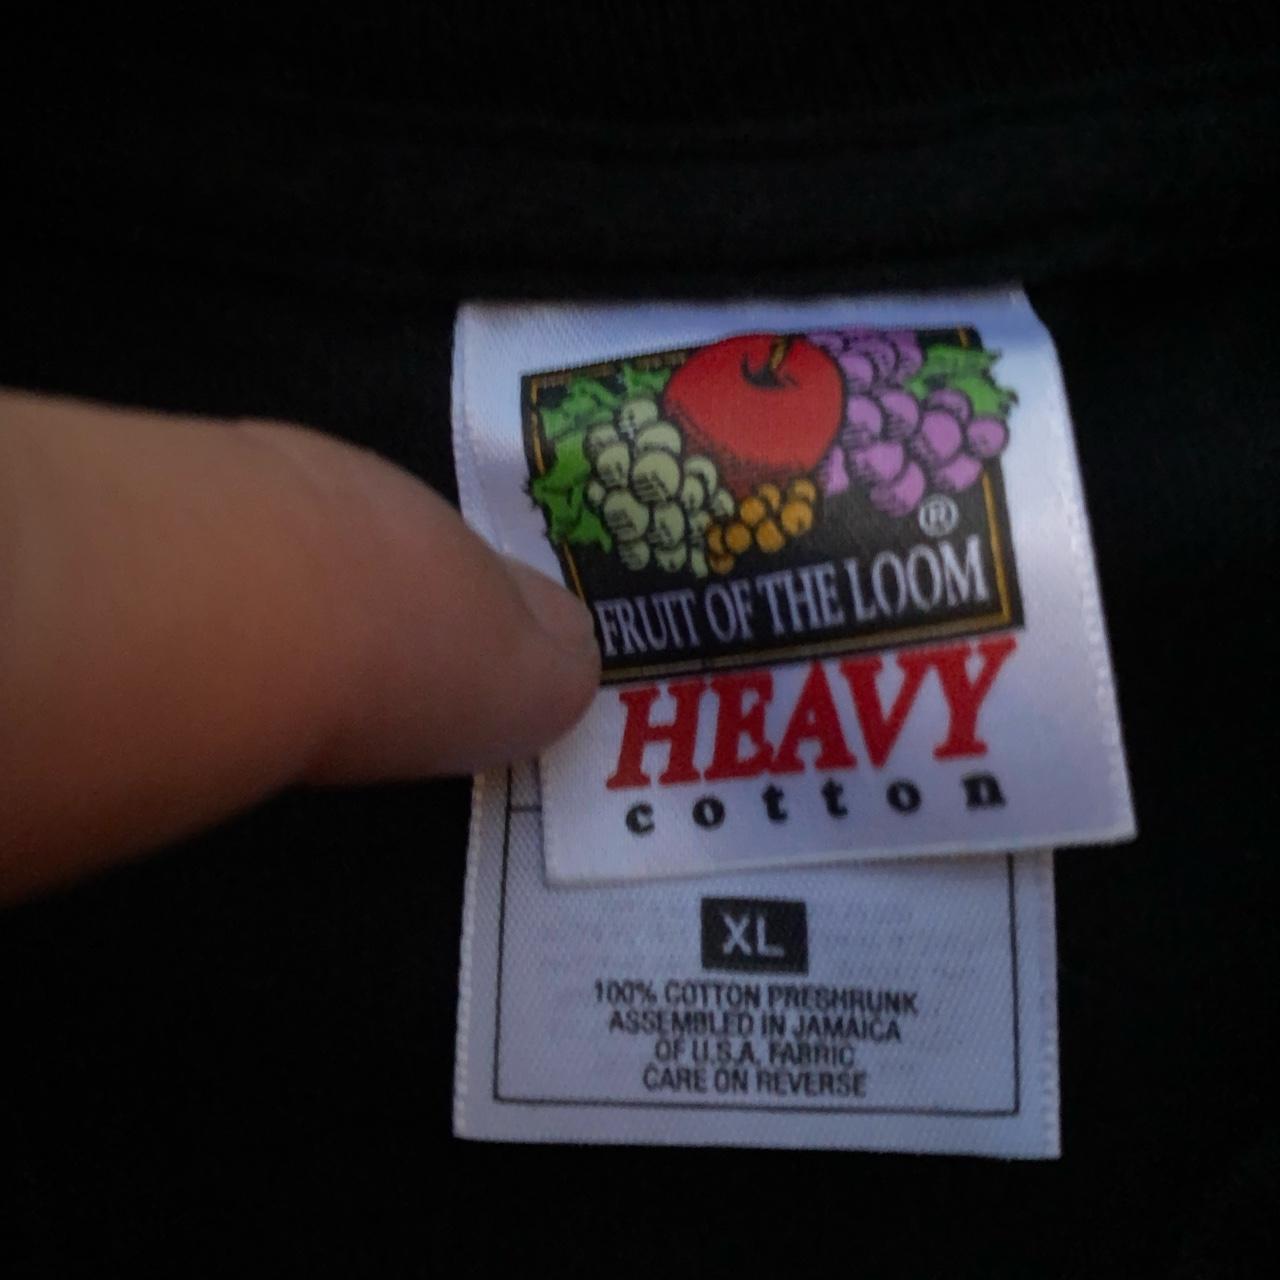 ®
FRUIT OF THE LOOM
HEAVY
cotton
XL
100% COTTON PRESHRUNK
ASSEMBLED IN JAMAICA
OF U.S.A. FABRIC
CARE ON REVERSE